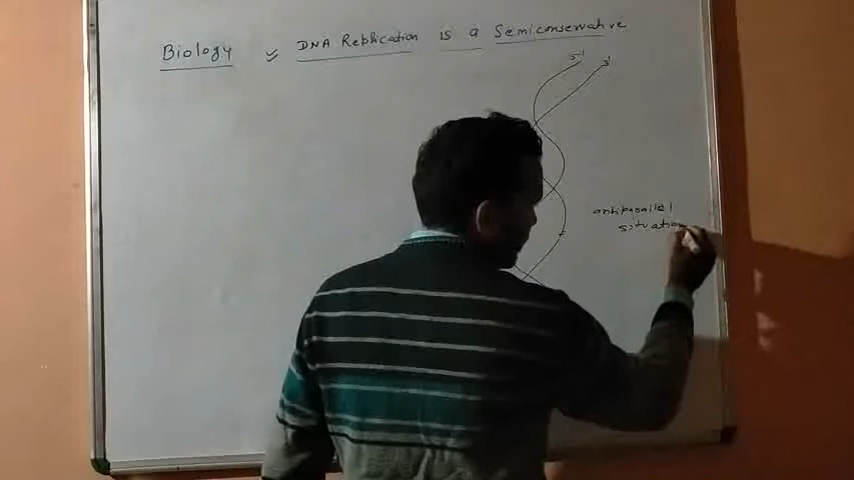 Biology DNA Replication is a Semiconservative
5' 3'
antiparallel
situation